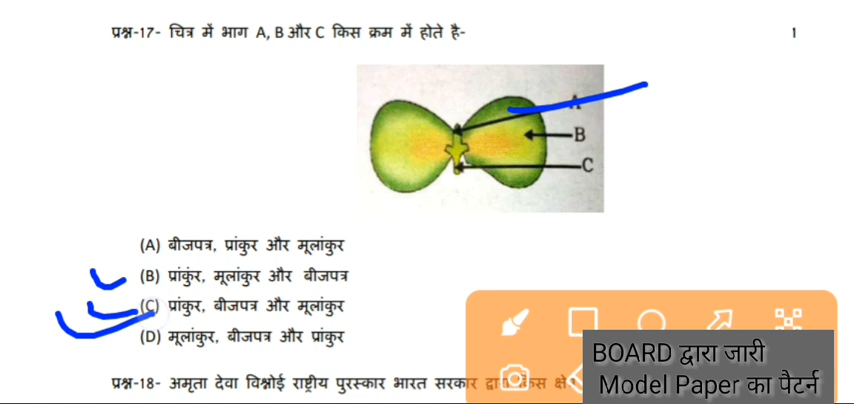 प्रश्न-17- चित्र में भाग A, B और C किस क्रम में होते है-
1
A
B
C
(A) बीजपत्र, प्रांकुर और मूलांकुर
(B) प्रांकुंर, मूलांकुर और बीजपत्र
(C) प्रांकुर, बीजपत्र और मूलांकुर
(D) मूलांकुर, बीजपत्र और प्रांकुर
BOARD द्वारा जारी
Model Paper का पैटर्न
प्रश्न-18- अमृता देवा विश्नोई राष्ट्रीय पुरस्कार भारत सरकार